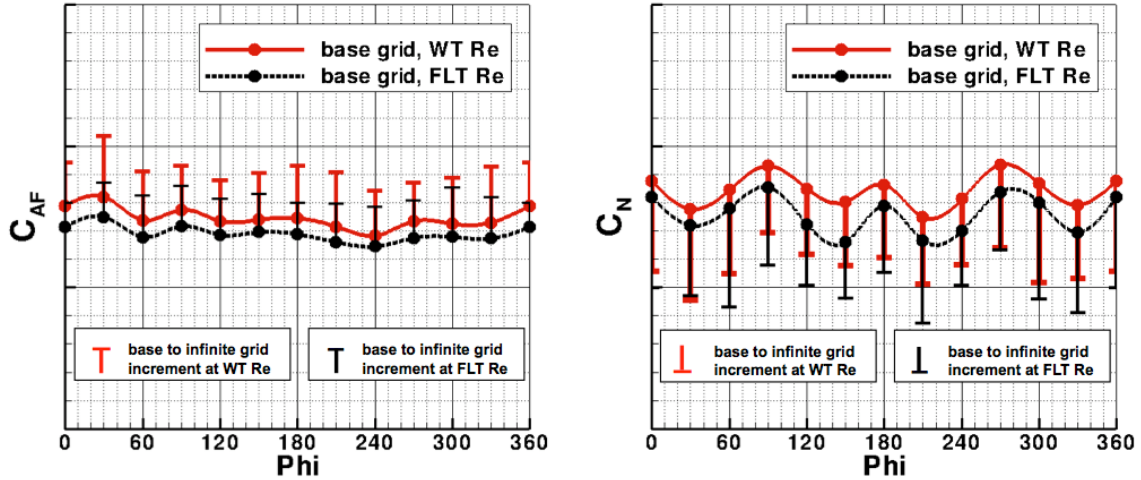 base grid, WT Re
base grid, FLT Re
C_AF
base to infinite grid
increment at WT Re
base to infinite grid
increment at FLT Re
0 60 120 180 240 300 360
Phi
base grid, WT Re
base grid, FLT Re
C_N
base to infinite grid
increment at WT Re
base to infinite grid
increment at FLT Re
0 60 120 180 240 300 360
Phi